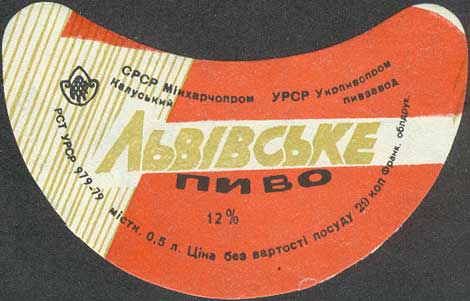 СРСР Мінхарчопром УРСР Укрпивопром
Калуський пивзавод
ЛЬВІВСЬКЕ
ПИВО
12%
РСТ УРСР 979-79 містк. 0,5 л. Ціна без вартості посуду 29 коп Франк. облдрук.